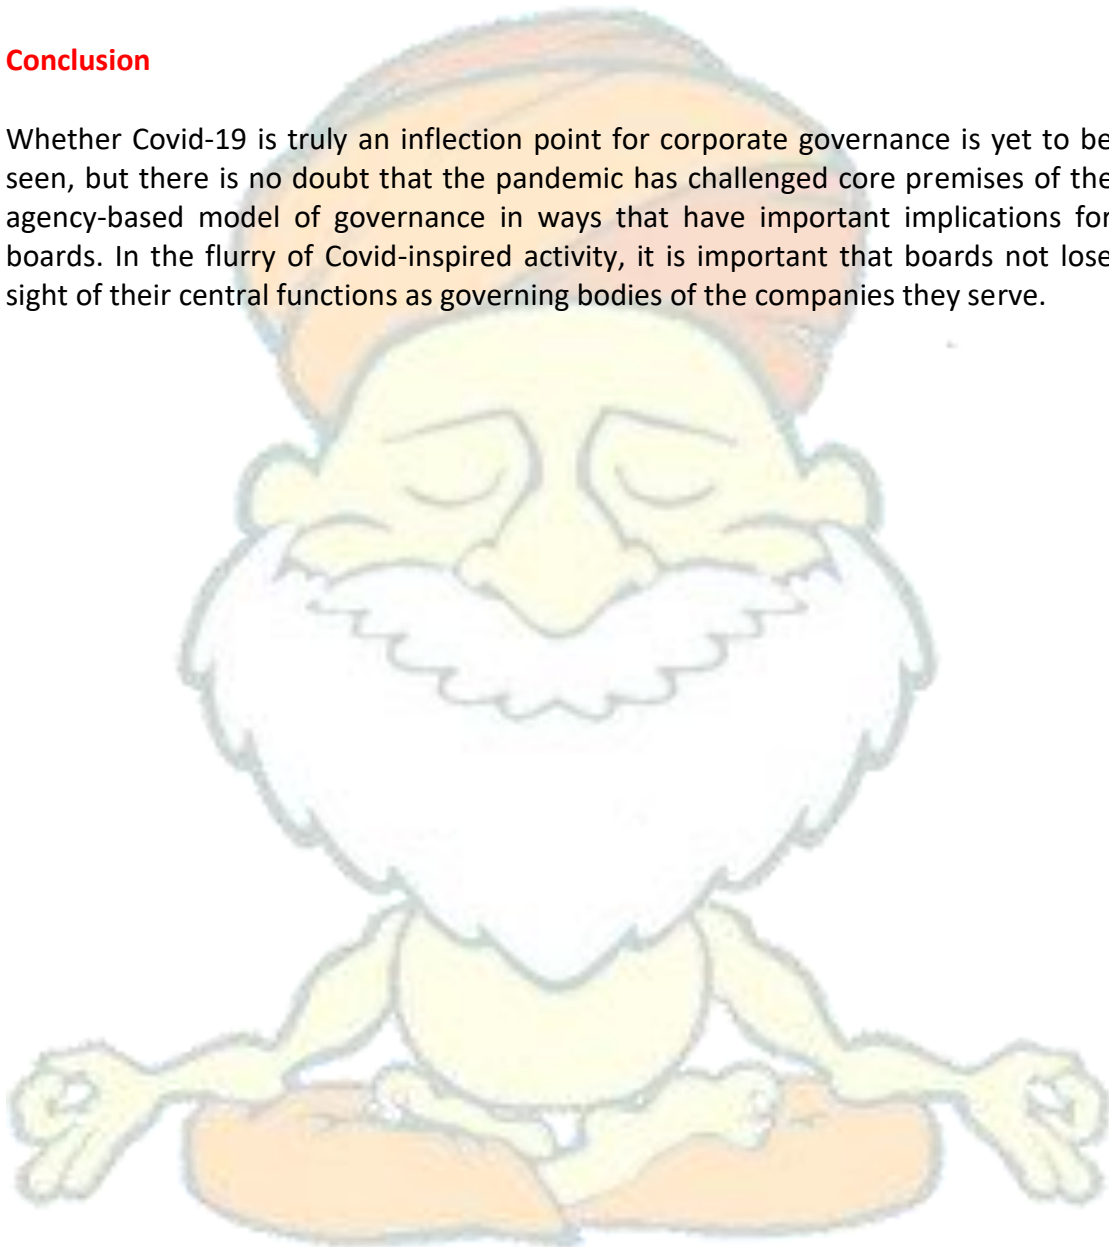 Conclusion
Whether Covid-19 is truly an inflection point for corporate governance is yet to be
seen, but there is no doubt that the pandemic has challenged core premises of the
agency-based model of governance in ways that have important implications for
boards. In the flurry of Covid-inspired activity, it is important that boards not lose
sight of their central functions as governing bodies of the companies they serve.